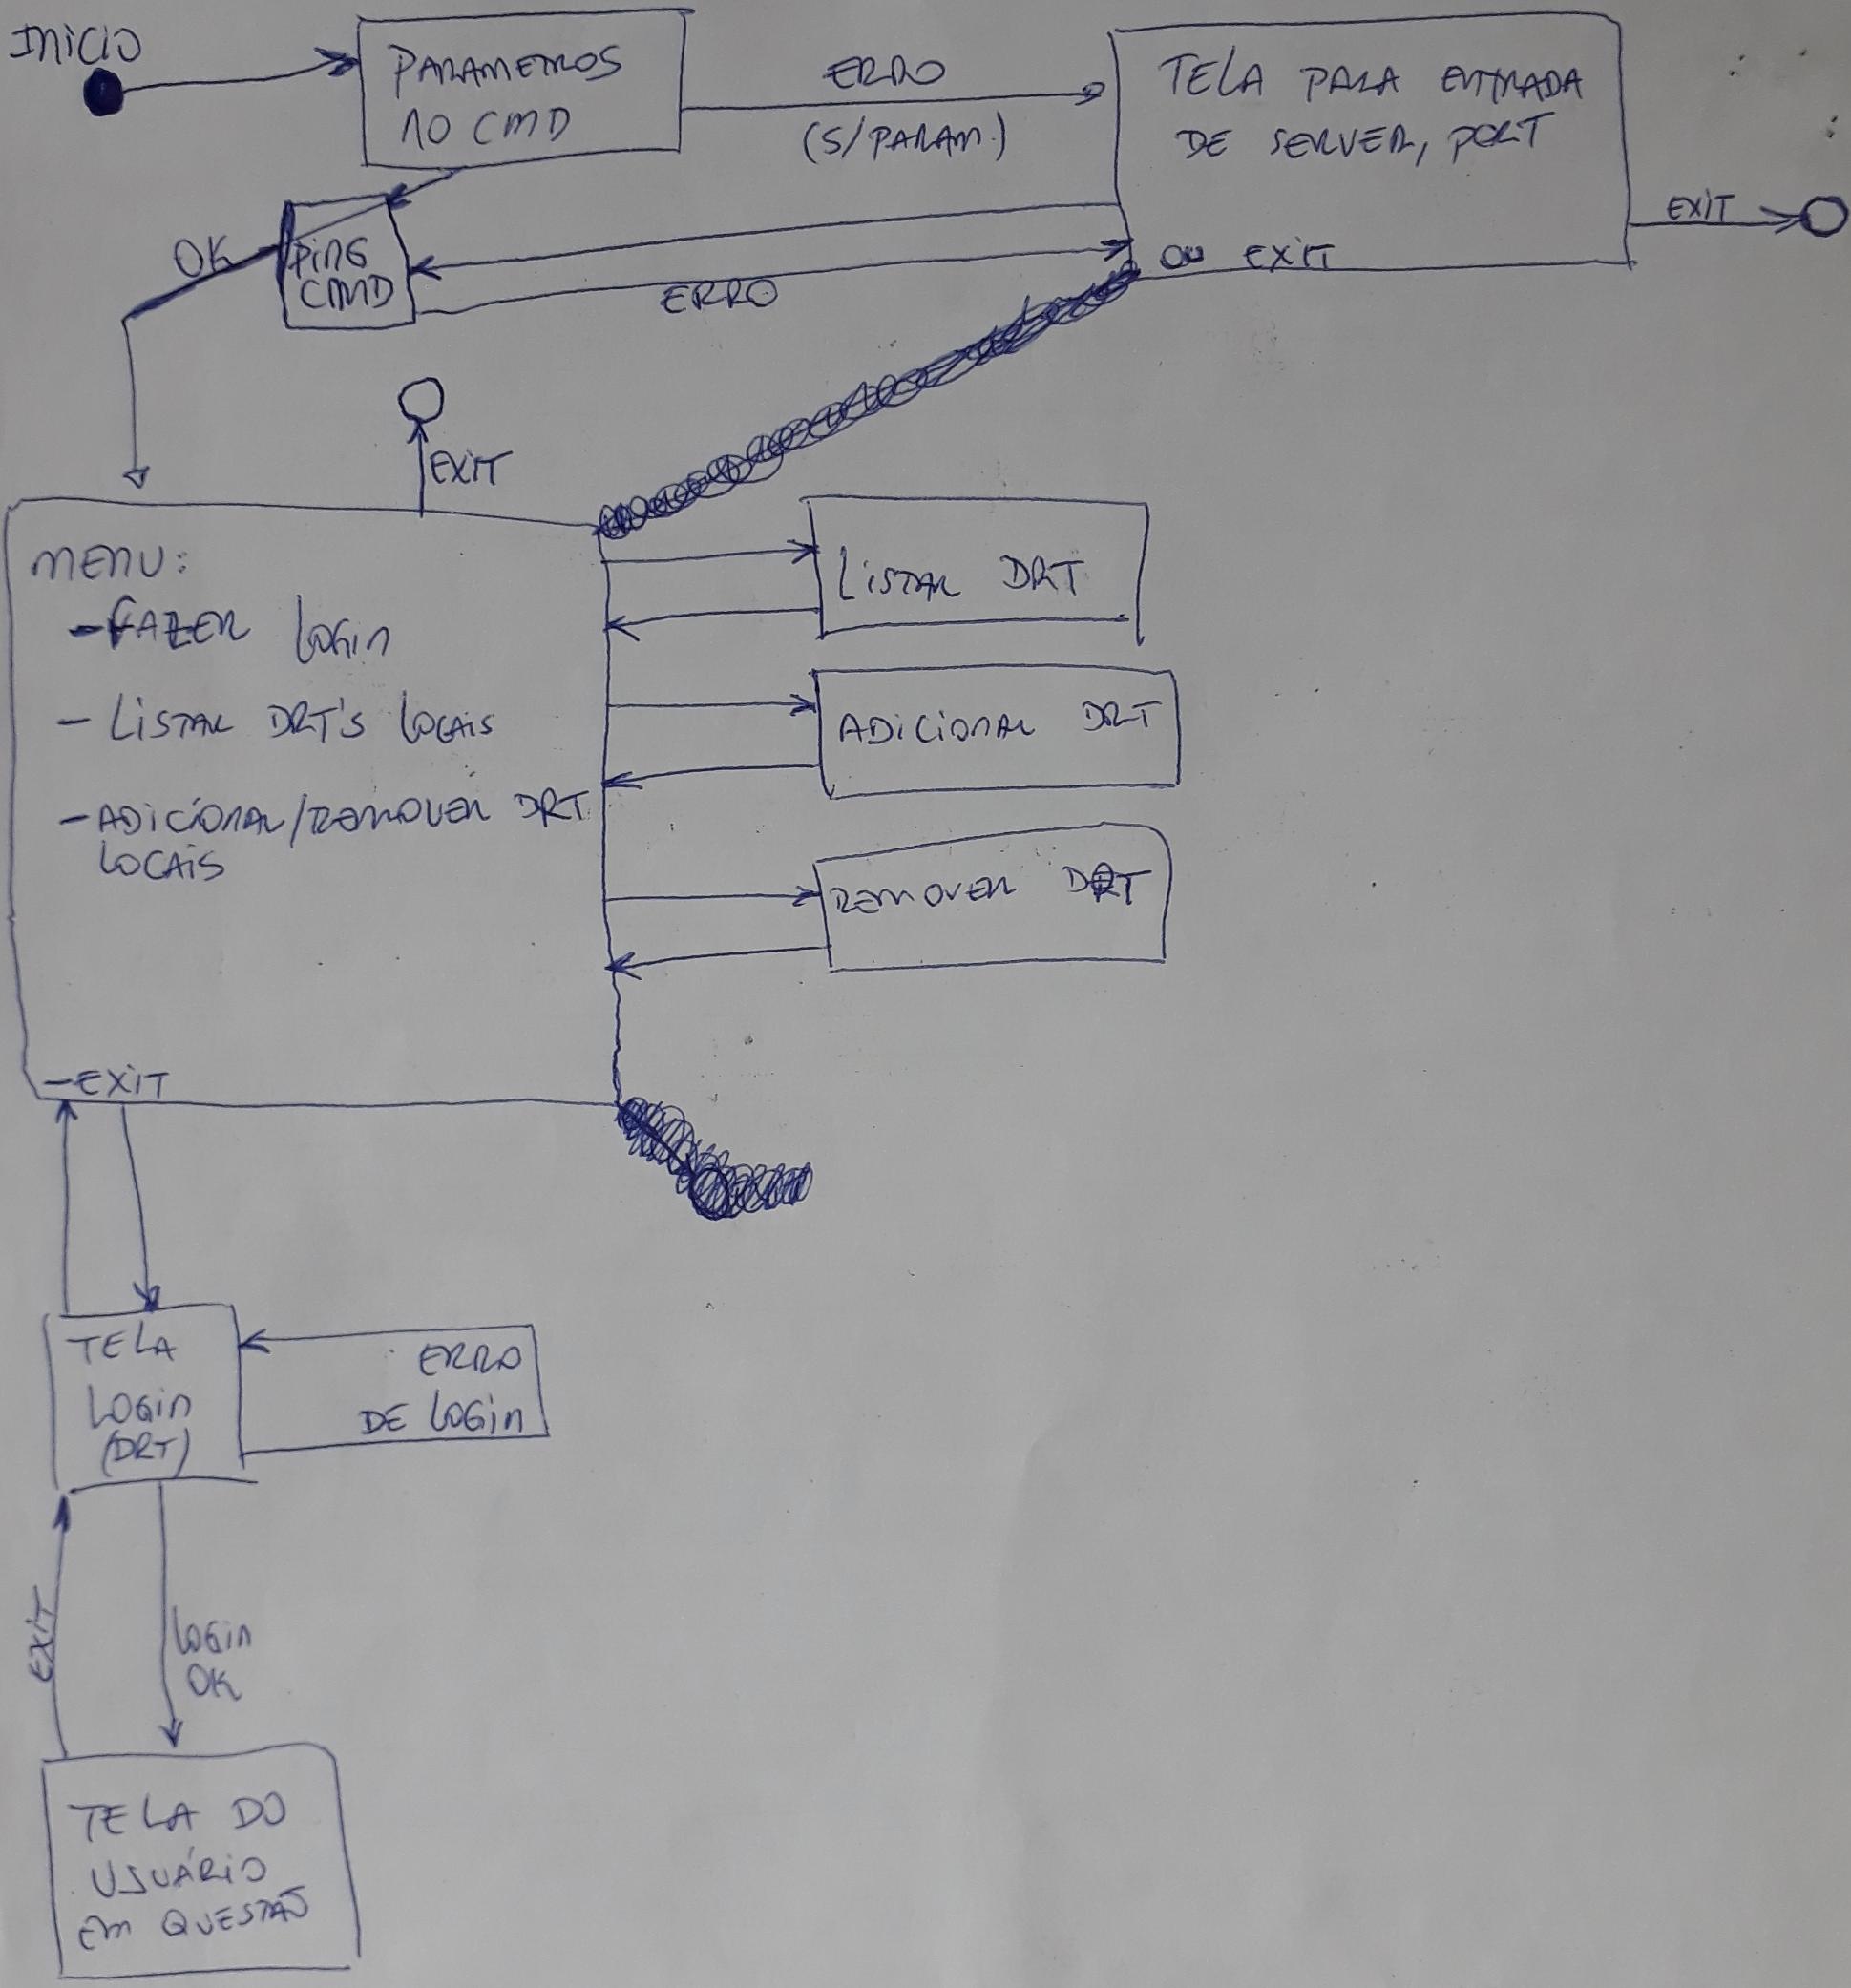 INICIO
PARAMETROS
NO CMD
ERRO
(S/PARAM.)
TELA PARA ENTRADA
DE SERVER, PORT
OU EXIT
EXIT
OK
PING
CMD
ERRO
EXIT
MENU:
- FAZER LOGIN
- LISTAR DRT'S LOCAIS
- ADICIONAR/REMOVER DRT
LOCAIS
- EXIT
LISTAR DRT
ADICIONAR DRT
REMOVER DRT
TELA
LOGIN
(DRT)
ERRO
DE LOGIN
EXIT
LOGIN
OK
TELA DO
USUÁRIO
EM QUESTÃO